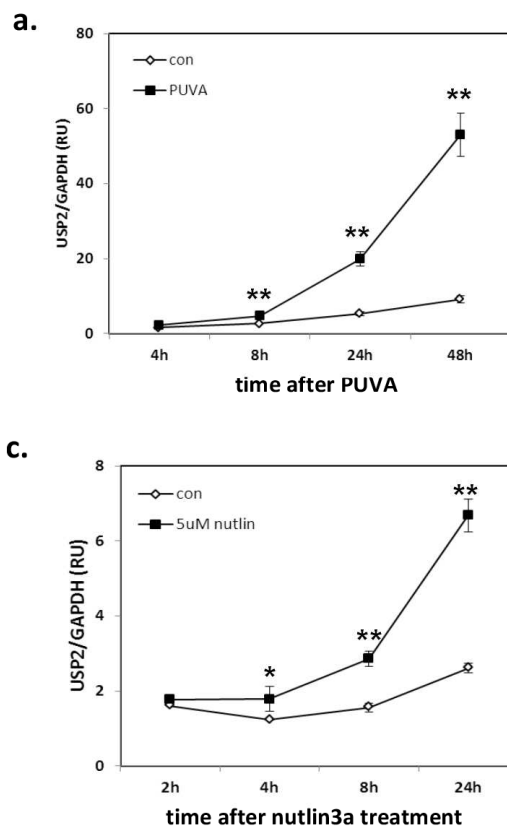 a.
80
con
PUVA
60
**
40
**
20
**
0
USP2/GAPDH (RU)
4h 8h 24h 48h
time after PUVA
c.
8
con
**
5uM nutlin
6
4
**
*
2
0
USP2/GAPDH (RU)
2h 4h 8h 24h
time after nutlin3a treatment